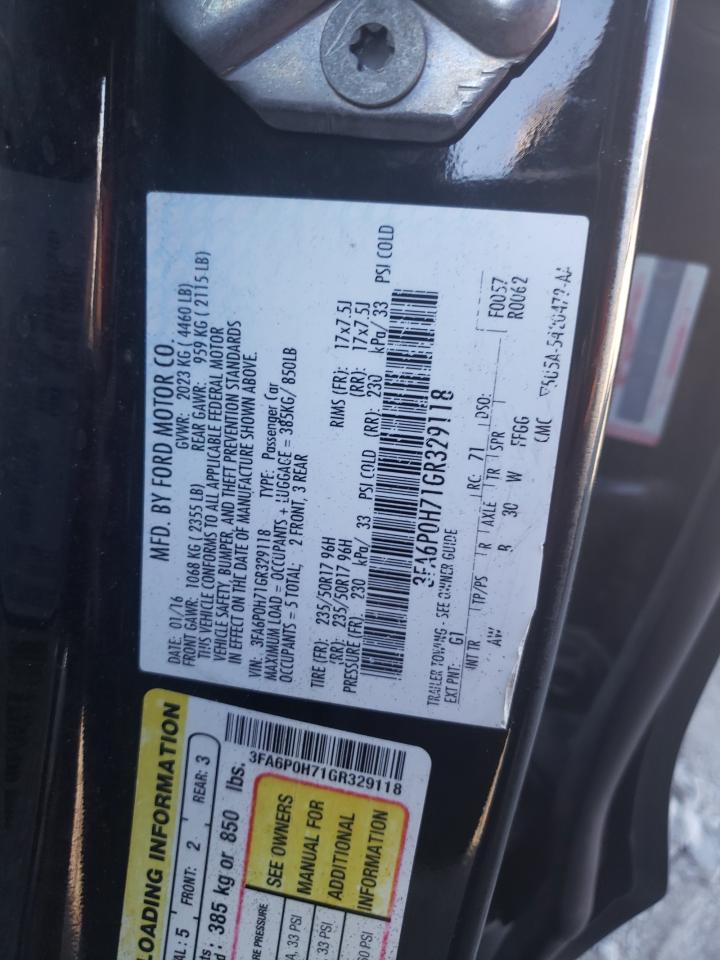 MFD. BY FORD MOTOR CO.
DATE: 01/16 GVWR: 2023 KG ( 4460 LB)
FRONT GAWR: 1068 KG ( 2355 LB) REAR GAWR: 959 KG ( 2115 LB)
THIS VEHICLE CONFORMS TO ALL APPLICABLE FEDERAL MOTOR
VEHICLE SAFETY, BUMPER, AND THEFT PREVENTION STANDARDS
IN EFFECT ON THE DATE OF MANUFACTURE SHOWN ABOVE.
VIN: 3FA6P0H71GR329118 TYPE: Passenger Car
MAXIMUM LOAD = OCCUPANTS + LUGGAGE = 385KG/ 850LB
OCCUPANTS = 5 TOTAL: 2 FRONT, 3 REAR
TIRE (FR): 235/50R17 96H RIMS (FR): 17x7.5J
(RR): 235/50R17 96H (RR): 17x7.5J
PRESSURE (FR): 230 kPa/ 33 PSI COLD (RR): 230 kPa/ 33 PSI COLD
3FA6P0H71GR329118
TRAILER TOWING - SEE OWNER GUIDE
EXT PNT: G1 RC: 71 DSO: F0057
R0062
INT TR TP/PS R AXLE TR SPR
AW B 30 W FFGG
CMC
3FA6P0H71GR329118
LOADING INFORMATION
AL : 5 FRONT: 2 REAR: 3
: 385 kg or 850 lbs.
RE PRESSURE SEE OWNERS
33 PSI MANUAL FOR
33 PSI ADDITIONAL
60 PSI INFORMATION